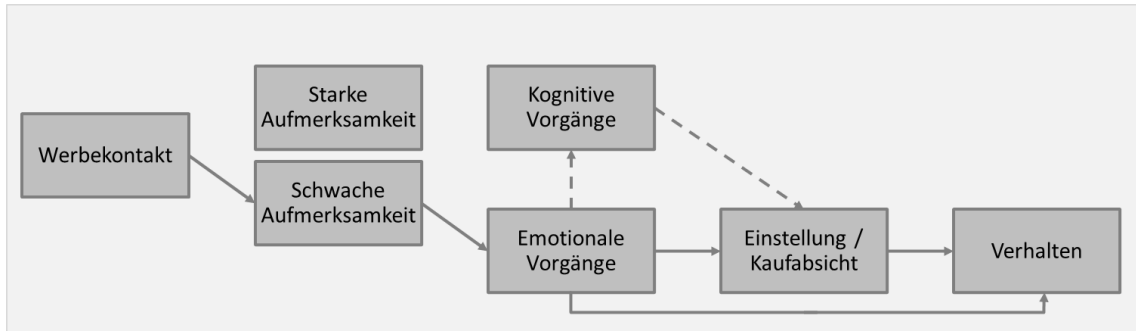 Werbekontakt
Starke
Aufmerksamkeit
Schwache
Aufmerksamkeit
Kognitive
Vorgänge
Emotionale
Vorgänge
Einstellung /
Kaufabsicht
Verhalten